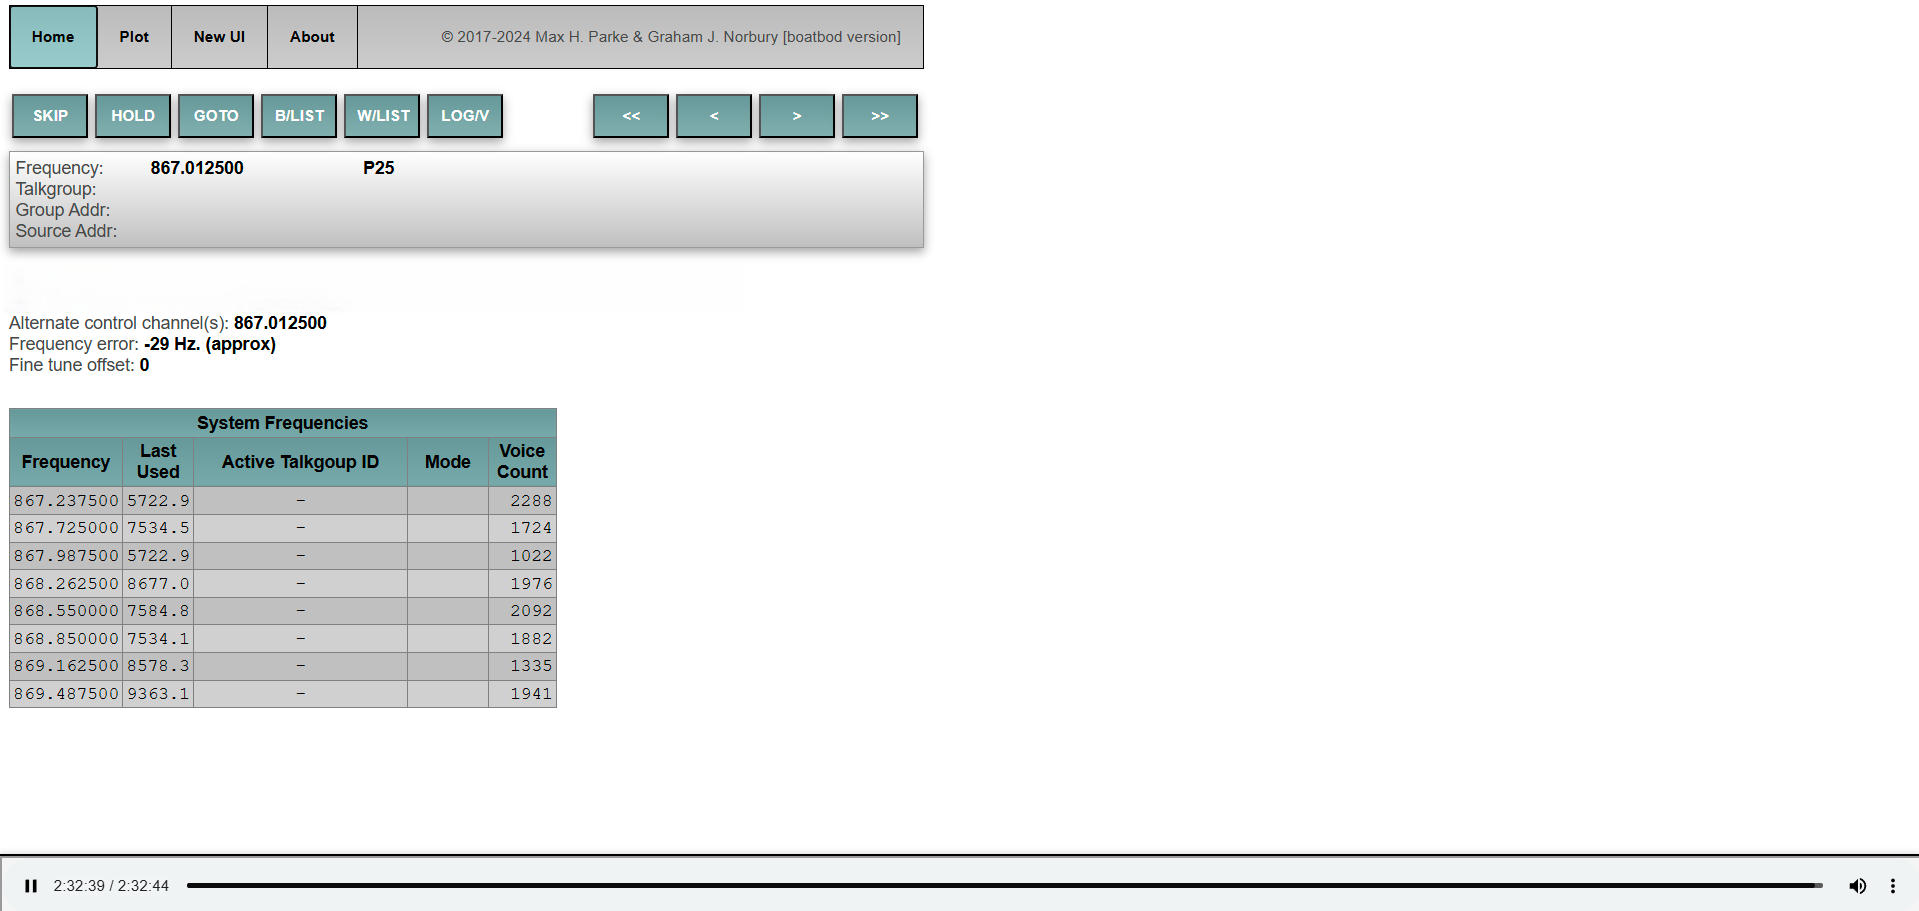 Home Plot New UI About © 2017-2024 Max H. Parke & Graham J. Norbury [boatbod version]
SKIP HOLD GOTO B/LIST W/LIST LOG/V << < > >>
Frequency: 867.012500 P25
Talkgroup:
Group Addr:
Source Addr:
Alternate control channel(s): 867.012500
Frequency error: -29 Hz. (approx)
Fine tune offset: 0
System Frequencies
Frequency Last Used Active Talkgoup ID Mode Voice Count
867.237500 5722.9 – 2288
867.725000 7534.5 – 1724
867.987500 5722.9 – 1022
868.262500 8677.0 – 1976
868.550000 7584.8 – 2092
868.850000 7534.1 – 1882
869.162500 8578.3 – 1335
869.487500 9363.1 – 1941
2:32:39 / 2:32:44